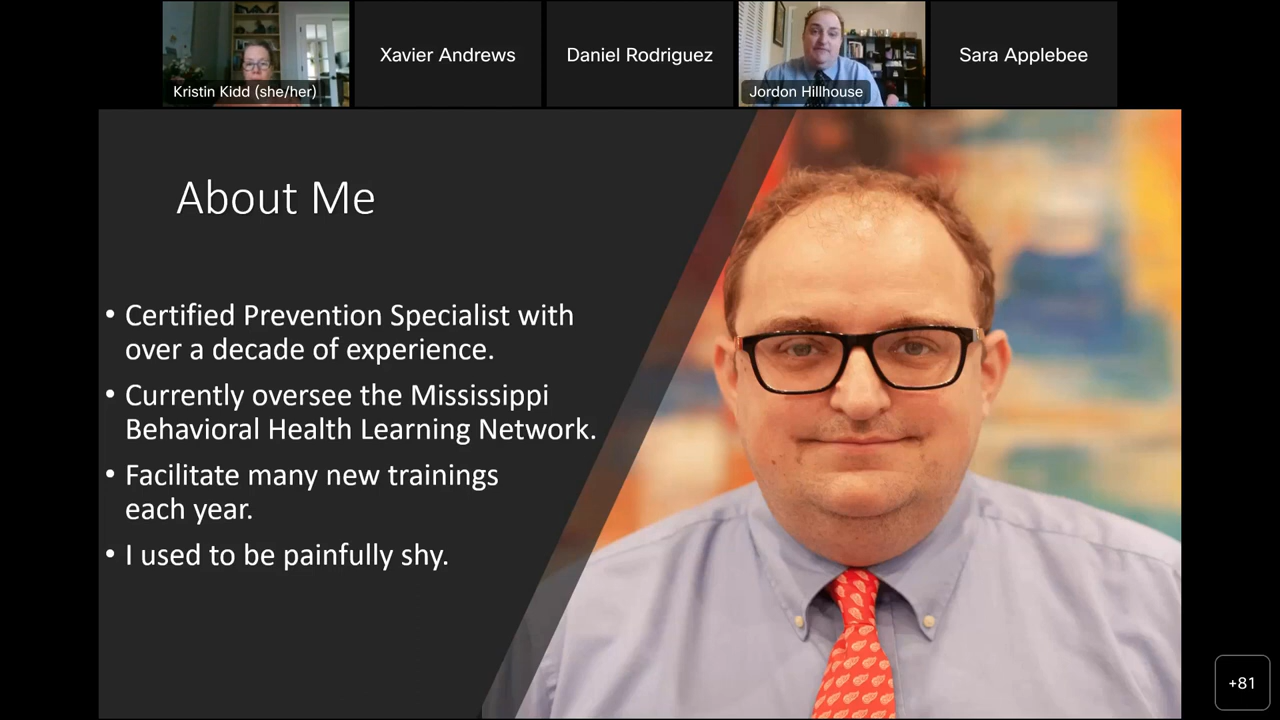 Kristin Kidd (she/her)
Xavier Andrews
Daniel Rodriguez
Jordon Hillhouse
Sara Applebee
About Me
• Certified Prevention Specialist with
over a decade of experience.
• Currently oversee the Mississippi
Behavioral Health Learning Network.
• Facilitate many new trainings
each year.
• I used to be painfully shy.
+81